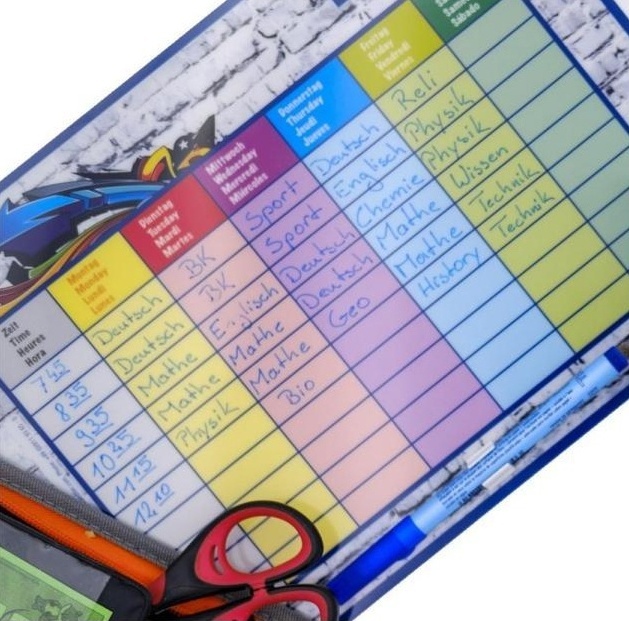 Zeit
Time
Heures
Hora
7 45
8 35
9 35
10 25
11 15
12 10
Montag
Monday
Lundi
Lunes
Deutsch
Deutsch
Mathe
Mathe
Physik
Dienstag
Tuesday
Mardi
Martes
BK
BK
Englisch
Mathe
Mathe
Bio
Mittwoch
Wednesday
Mercredi
Miércoles
Sport
Sport
Deutsch
Deutsch
Geo
Donnerstag
Thursday
Jeudi
Jueves
Deutsch
Englisch
Chemie
Mathe
Mathe
History
Freitag
Friday
Vendredi
Viernes
Reli
Physik
Physik
Wissen
Technik
Technik
Sábado